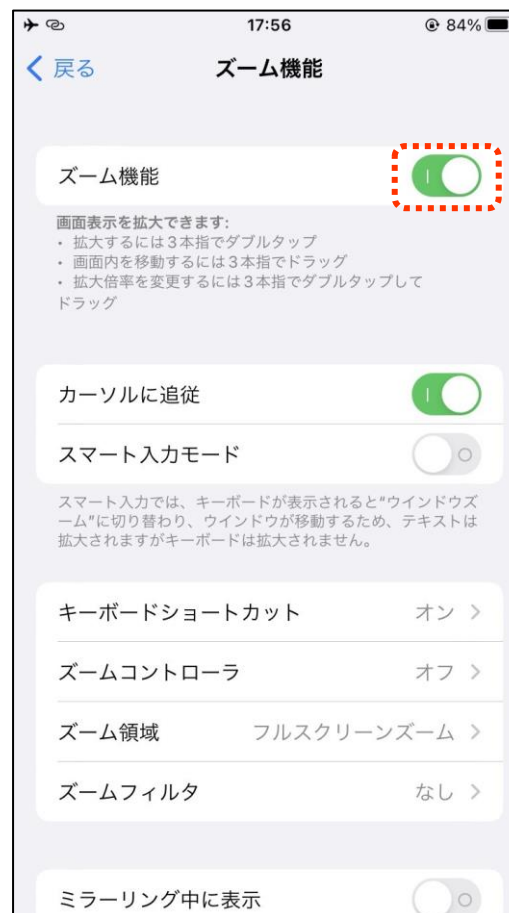 17:56
84%
戻る
ズーム機能
ズーム機能
画面表示を拡大できます:
• 拡大するには3本指でダブルタップ
• 画面内を移動するには3本指でドラッグ
• 拡大倍率を変更するには3本指でダブルタップして
ドラッグ
カーソルに追従
スマート入力モード
スマート入力では、キーボードが表示されると“ウインドウズ
ーム”に切り替わり、ウインドウが移動するため、テキストは
拡大されますがキーボードは拡大されません。
キーボードショートカット オン
ズームコントローラ オフ
ズーム領域 フルスクリーンズーム
ズームフィルタ なし
ミラーリング中に表示